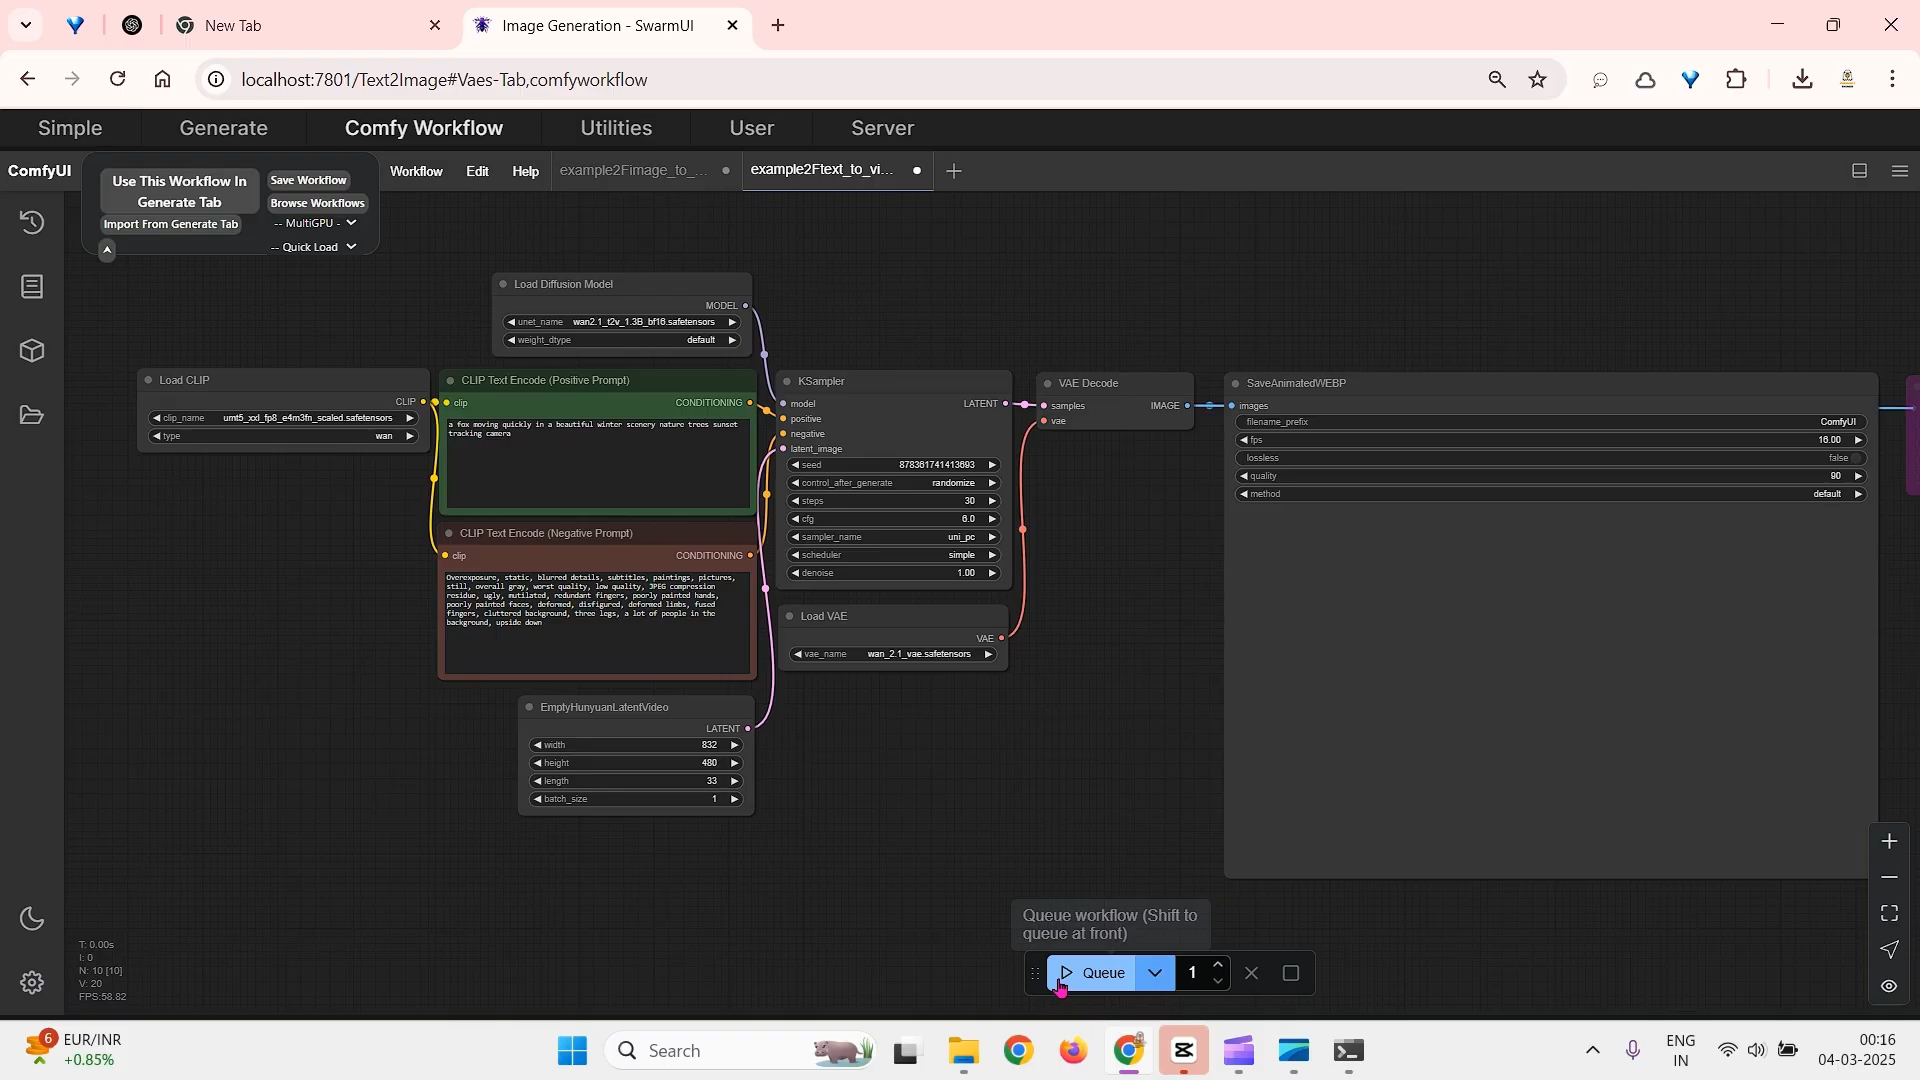 New Tab
Image Generation - SwarmUI
localhost:7801/Text2Image#Vaes-Tab,comfyworkflow
Simple
Generate
Comfy Workflow
Utilities
User
Server
ComfyUI
Use This Workflow In
Generate Tab
Import From Generate Tab
Save Workflow
Browse Workflows
-- MultiGPU -
-- Quick Load
Workflow
Edit
Help
example2Fimage_to_...
example2Ftext_to_vi...
Load Diffusion Model
MODEL
unet_name wan2.1_t2v_1.3B_bf16.safetensors
weight_dtype default
Load CLIP
CLIP
clip_name umt5_xxl_fp8_e4m3fn_scaled.safetensors
type wan
CLIP Text Encode (Positive Prompt)
clip CONDITIONING
a fox moving quickly in a beautiful winter scenery nature trees sunset
tracking camera
CLIP Text Encode (Negative Prompt)
clip CONDITIONING
Overexposure, static, blurred details, subtitles, paintings, pictures,
still, overall gray, worst quality, low quality, JPEG compression
residue, ugly, mutilated, redundant fingers, poorly painted hands,
poorly painted faces, deformed, disfigured, deformed limbs, fused
fingers, cluttered background, three legs, a lot of people in the
background, upside down
EmptyHunyuanLatentVideo
LATENT
width 832
height 480
length 33
batch_size 1
KSampler
model LATENT
positive
negative
latent_image
seed 878361741413693
control_after_generate randomize
steps 30
cfg 6.0
sampler_name uni_pc
scheduler simple
denoise 1.00
Load VAE
VAE
vae_name wan_2.1_vae.safetensors
VAE Decode
samples IMAGE
vae
SaveAnimatedWEBP
images
filename_prefix ComfyUI
fps 16.00
lossless false
quality 90
method default
Queue workflow (Shift to
queue at front)
Queue
1
T: 0.00s
I: 0
N: 10 [10]
V: 20
FPS:58.82
6
EUR/INR
+0.85%
Search
ENG
IN
00:16
04-03-2025